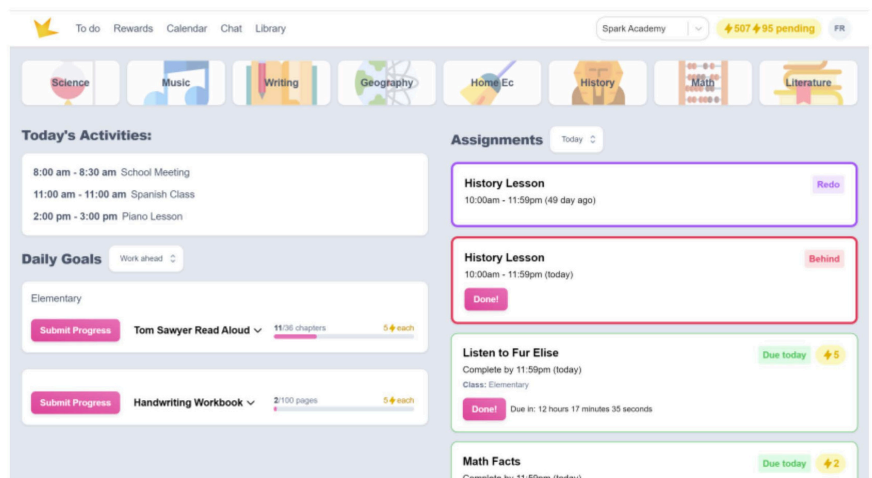 To do Rewards Calendar Chat Library Spark Academy 507 95 pending FR
Science Music Writing Geography Home Ec History Math Literature
Today's Activities:
8:00 am - 8:30 am School Meeting
11:00 am - 11:00 am Spanish Class
2:00 pm - 3:00 pm Piano Lesson
Daily Goals Work ahead
Elementary
Submit Progress Tom Sawyer Read Aloud 11/36 chapters 5 each
Submit Progress Handwriting Workbook 2/100 pages 5 each
Assignments Today
History Lesson Redo
10:00am - 11:59pm (49 day ago)
History Lesson Behind
10:00am - 11:59pm (today)
Done!
Listen to Fur Elise Due today 5
Complete by 11:59pm (today)
Class: Elementary
Done! Due in: 12 hours 17 minutes 35 seconds
Math Facts Due today 2
Complete by 11:59pm (today)